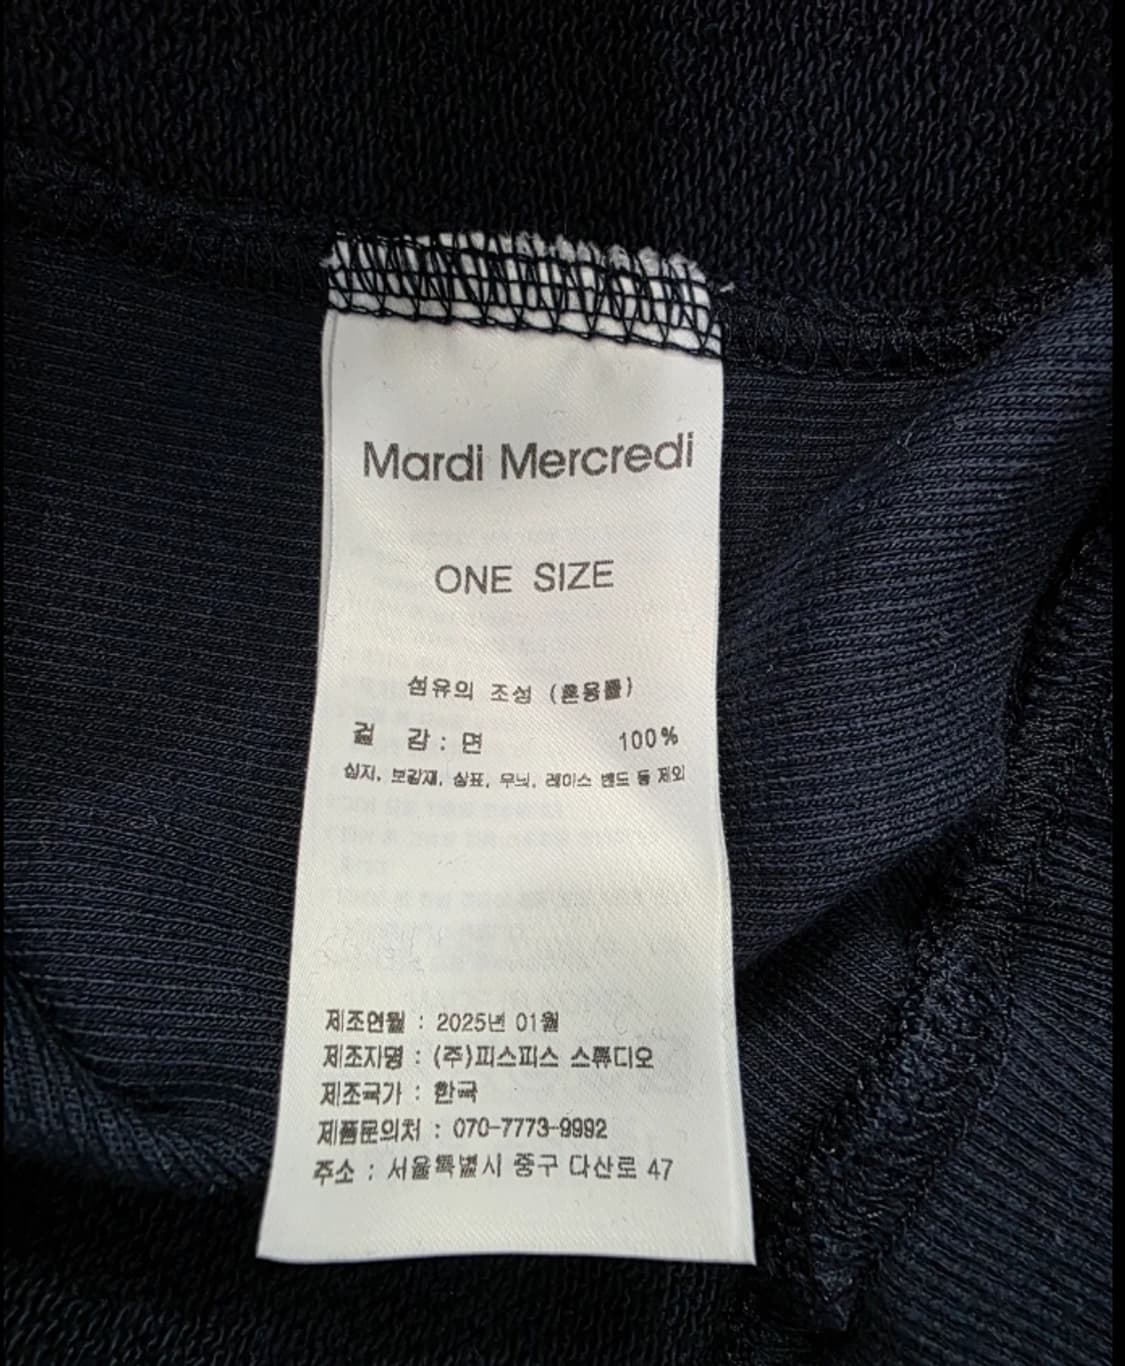 Mardi Mercredi
ONE SIZE
섬유의 조성 (혼용률)
겉 감 : 면 100%
심지, 보강재, 상표, 무늬, 레이스 밴드 등 제외
제조연월 : 2025년 01월
제조자명 : (주)피스피스 스튜디오
제조국가 : 한국
제품문의처 : 070-7773-9992
주소 : 서울특별시 중구 다산로 47